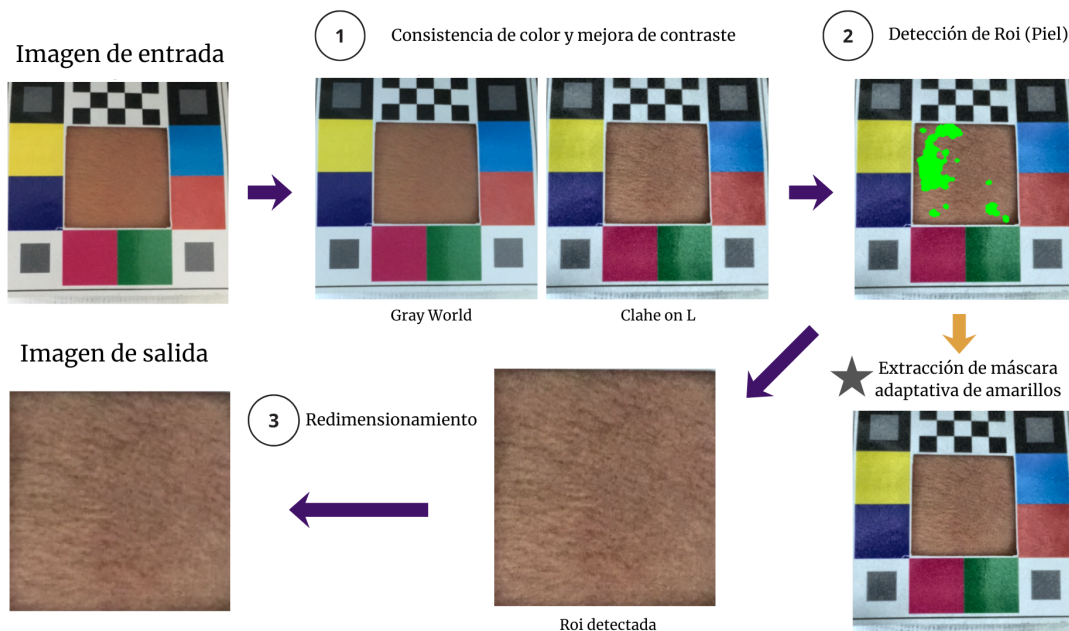 Imagen de entrada
1
Consistencia de color y mejora de contraste
2
Detección de Roi (Piel)
Gray World
Clahe on L
Extracción de máscara
adaptativa de amarillos
Imagen de salida
3
Redimensionamiento
Roi detectada